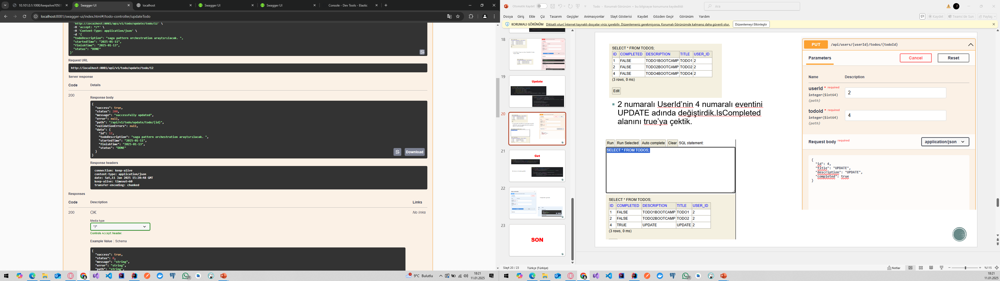 10.101.0.1:1000/keepalive?0501
Swagger UI
localhost
Swagger UI
Swagger UI
Console - Dev Tools - Elastic
localhost:8081/swagger-ui/index.html#/todo-controller/updateTodo
'http://localhost:8081/api/v1/todo/update/todo/12' \
-H 'accept: */*' \
-H 'Content-Type: application/json' \
-d '{
"todoDescription": "saga pattern orchestration araştırılacak. ",
"startedTime": "2025-01-11",
"finishTime": "2025-01-13",
"status": "DONE"
}'
Request URL
http://localhost:8081/api/v1/todo/update/todo/12
Server response
Code Details
200
Response body
{
"success": true,
"status": 200,
"message": "successfully updated",
"error": null,
"path": "/api/v1/todo/update/todo/{id}",
"validationErrors": null,
"data": {
"id": 12,
"todoDescription": "saga pattern orchestration araştırılacak. ",
"startedTime": "2025-01-11",
"finishTime": "2025-01-13",
"status": "DONE"
}
}
Download
Response headers
connection: keep-alive
content-type: application/json
date: Sat,11 Jan 2025 15:20:48 GMT
keep-alive: timeout=60
transfer-encoding: chunked
Responses
Code Description Links
200 OK No links
Media type
*/*
Controls Accept header.
Example Value Schema
{
"success": true,
"status": 0,
"message": "string",
"error": "string",
"path": "string",
21
9°C Bulutlu
18:21
11.01.2025
Otomatik Kaydet
Todo - Korumalı Görünüm • bu bilgisayar konumuna kaydedildi
Ara
Dosya Giriş Ekle Çiz Tasarım Geçişler Animasyonlar Slayt Gösterisi Kaydet Gözden Geçir Görünüm Yardım
Kaydet Teams'de Sun Paylaş
KORUMALI GÖRÜNÜM Dikkatli olun! İnternet kaynaklı dosyalar virüs içerebilir. Düzenlemeniz gerekmiyorsa, Korumalı Görünümde kalmanız daha güvenli olur. Düzenlemeyi Etkinleştir
18
19
Update
20
21
Get
22
23
SON
SELECT * FROM TODOS;
ID COMPLETED DESCRIPTION TITLE USER_ID
1 FALSE TODO1BOOTCAMP TODO1 2
2 FALSE TODO2BOOTCAMP TODO2 2
4 FALSE TODO4BOOTCAMP TODO4 2
(3 rows, 0 ms)
Edit
2 numaralı UserId’nin 4 numaralı eventini
UPDATE adında değiştirdik.IsCompleted
alanını true’ya çektik.
Run Run Selected Auto complete Clear SQL statement:
SELECT * FROM TODOS;
SELECT * FROM TODOS;
ID COMPLETED DESCRIPTION TITLE USER_ID
1 FALSE TODO1BOOTCAMP TODO1 2
2 FALSE TODO2BOOTCAMP TODO2 2
4 TRUE UPDATE UPDATE 2
(3 rows, 0 ms)
PUT /api/users/{userId}/todos/{todoId}
Parameters Cancel Reset
Name Description
userId * required
integer($int64)
(path)
2
todoId * required
integer($int64)
(path)
4
Request body required application/json
{
"id": 4,
"title": "UPDATE",
"description": "UPDATE",
"completed": true
}
Slayt 20 / 23 Türkçe (Türkiye)
Notlar
%115
21
18:21
11.01.2025